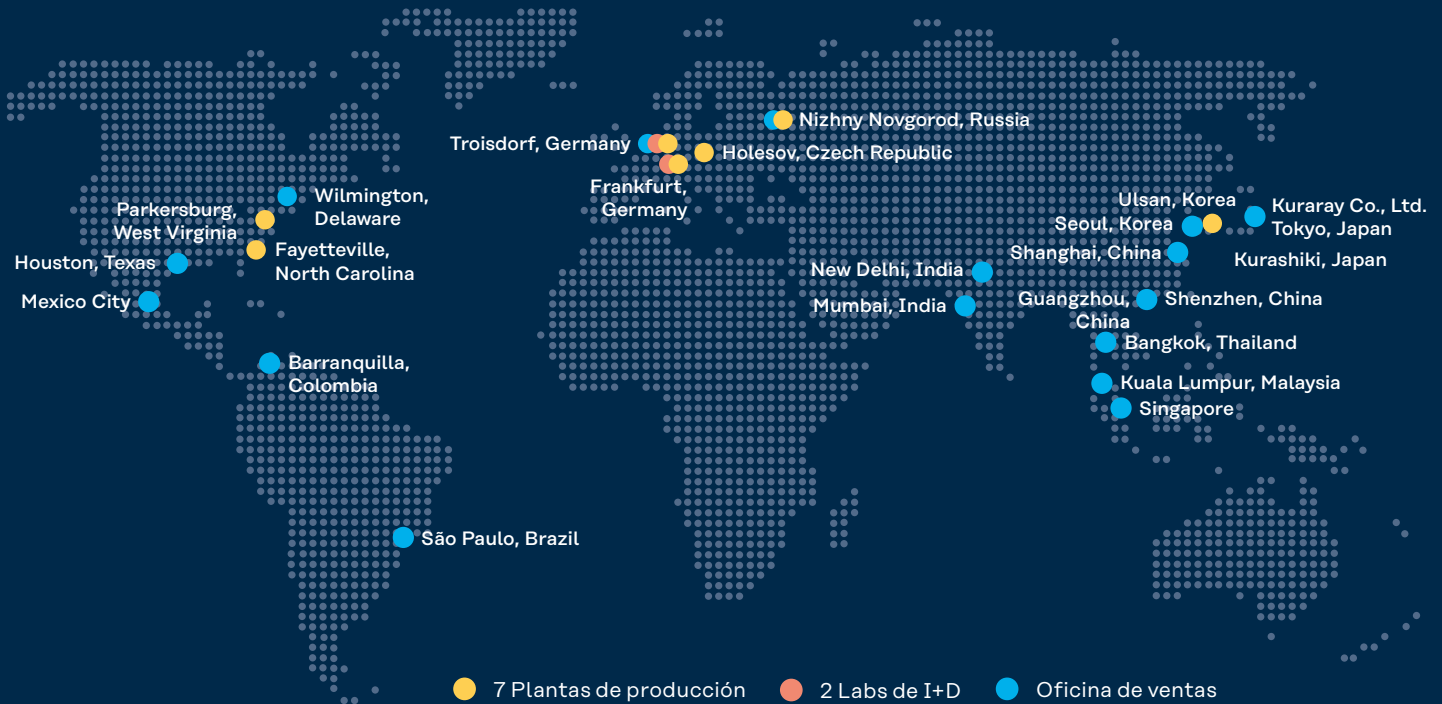 Nizhny Novgorod, Russia
Troisdorf, Germany
Holesov, Czech Republic
Frankfurt,
Germany
Wilmington,
Delaware
Parkersburg,
West Virginia
Fayetteville,
North Carolina
Houston, Texas
Mexico City
Barranquilla,
Colombia
São Paulo, Brazil
Ulsan, Korea
Seoul, Korea
Kuraray Co., Ltd.
Tokyo, Japan
Kurashiki, Japan
Shanghai, China
New Delhi, India
Mumbai, India
Guangzhou,
China
Shenzhen, China
Bangkok, Thailand
Kuala Lumpur, Malaysia
Singapore
7 Plantas de producción
2 Labs de I+D
Oficina de ventas